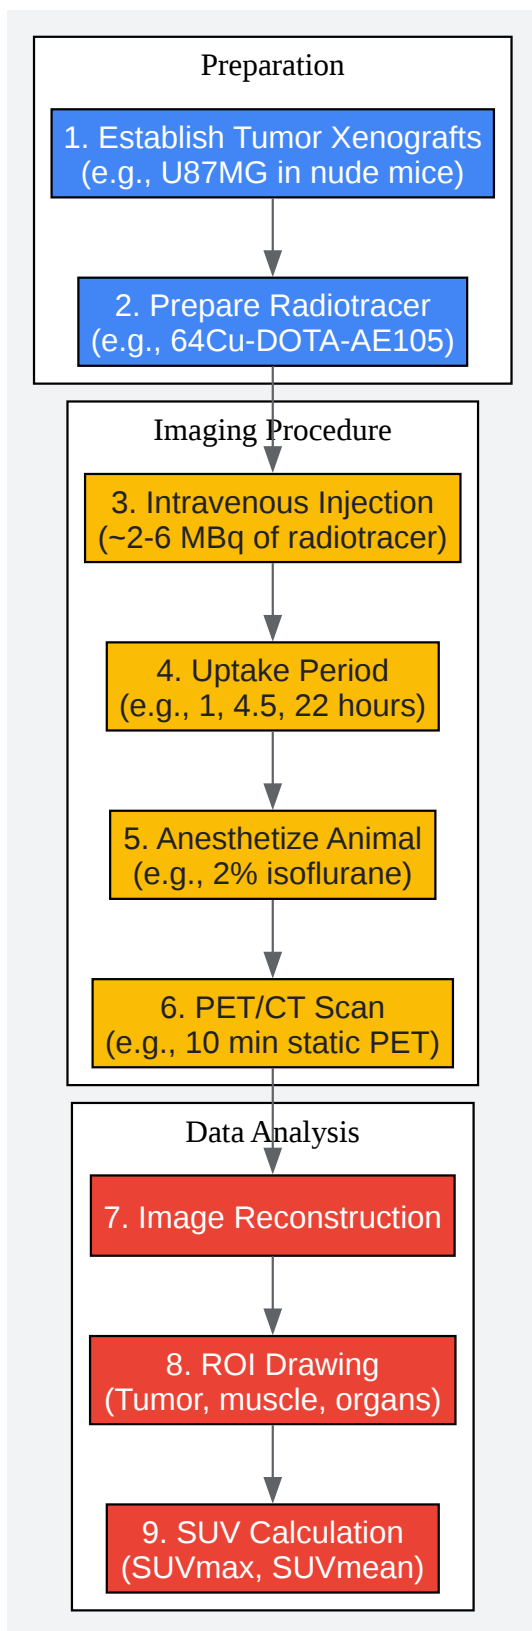 Preparation
1. Establish Tumor Xenografts
(e.g., U87MG in nude mice)
2. Prepare Radiotracer
(e.g., 64Cu-DOTA-AE105)
Imaging Procedure
3. Intravenous Injection
(~2-6 MBq of radiotracer)
4. Uptake Period
(e.g., 1, 4.5, 22 hours)
5. Anesthetize Animal
(e.g., 2% isoflurane)
6. PET/CT Scan
(e.g., 10 min static PET)
Data Analysis
7. Image Reconstruction
8. ROI Drawing
(Tumor, muscle, organs)
9. SUV Calculation
(SUVmax, SUVmean)